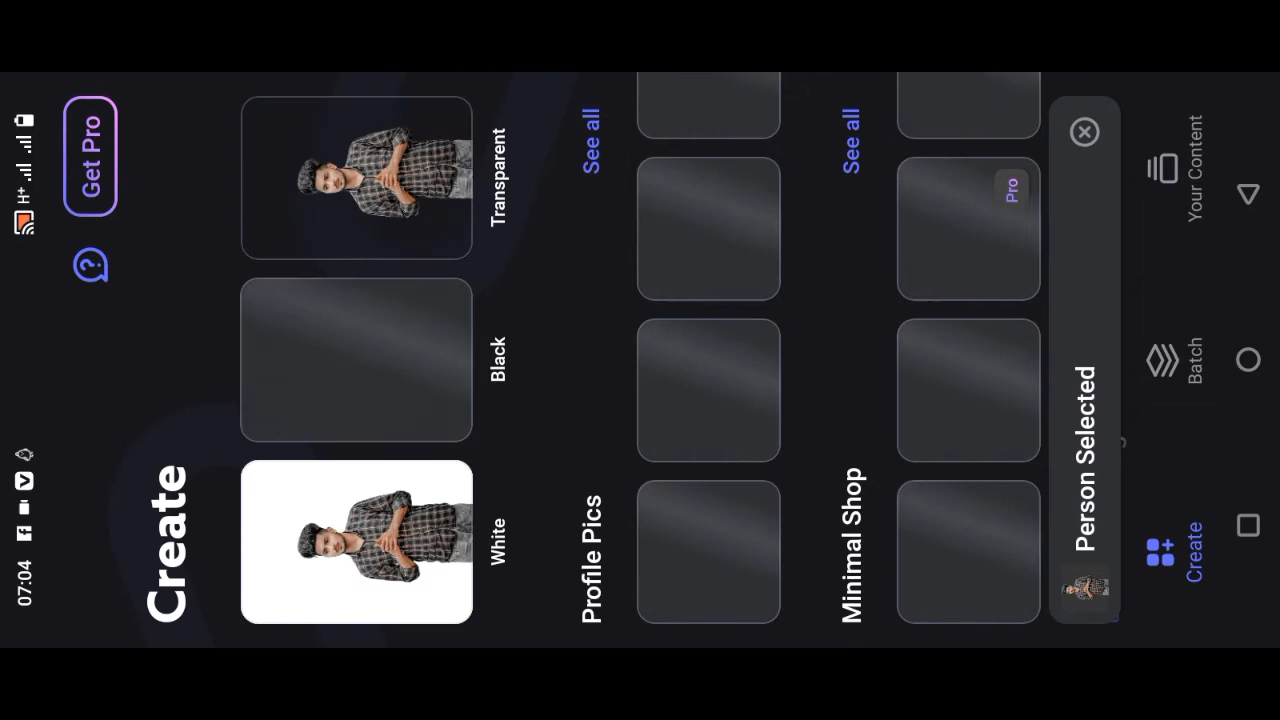 07:04
H+
Get Pro
Create
White
Black
Transparent
Profile Pics
See all
Minimal Shop
See all
Pro
Person Selected
Create
Batch
Your Content